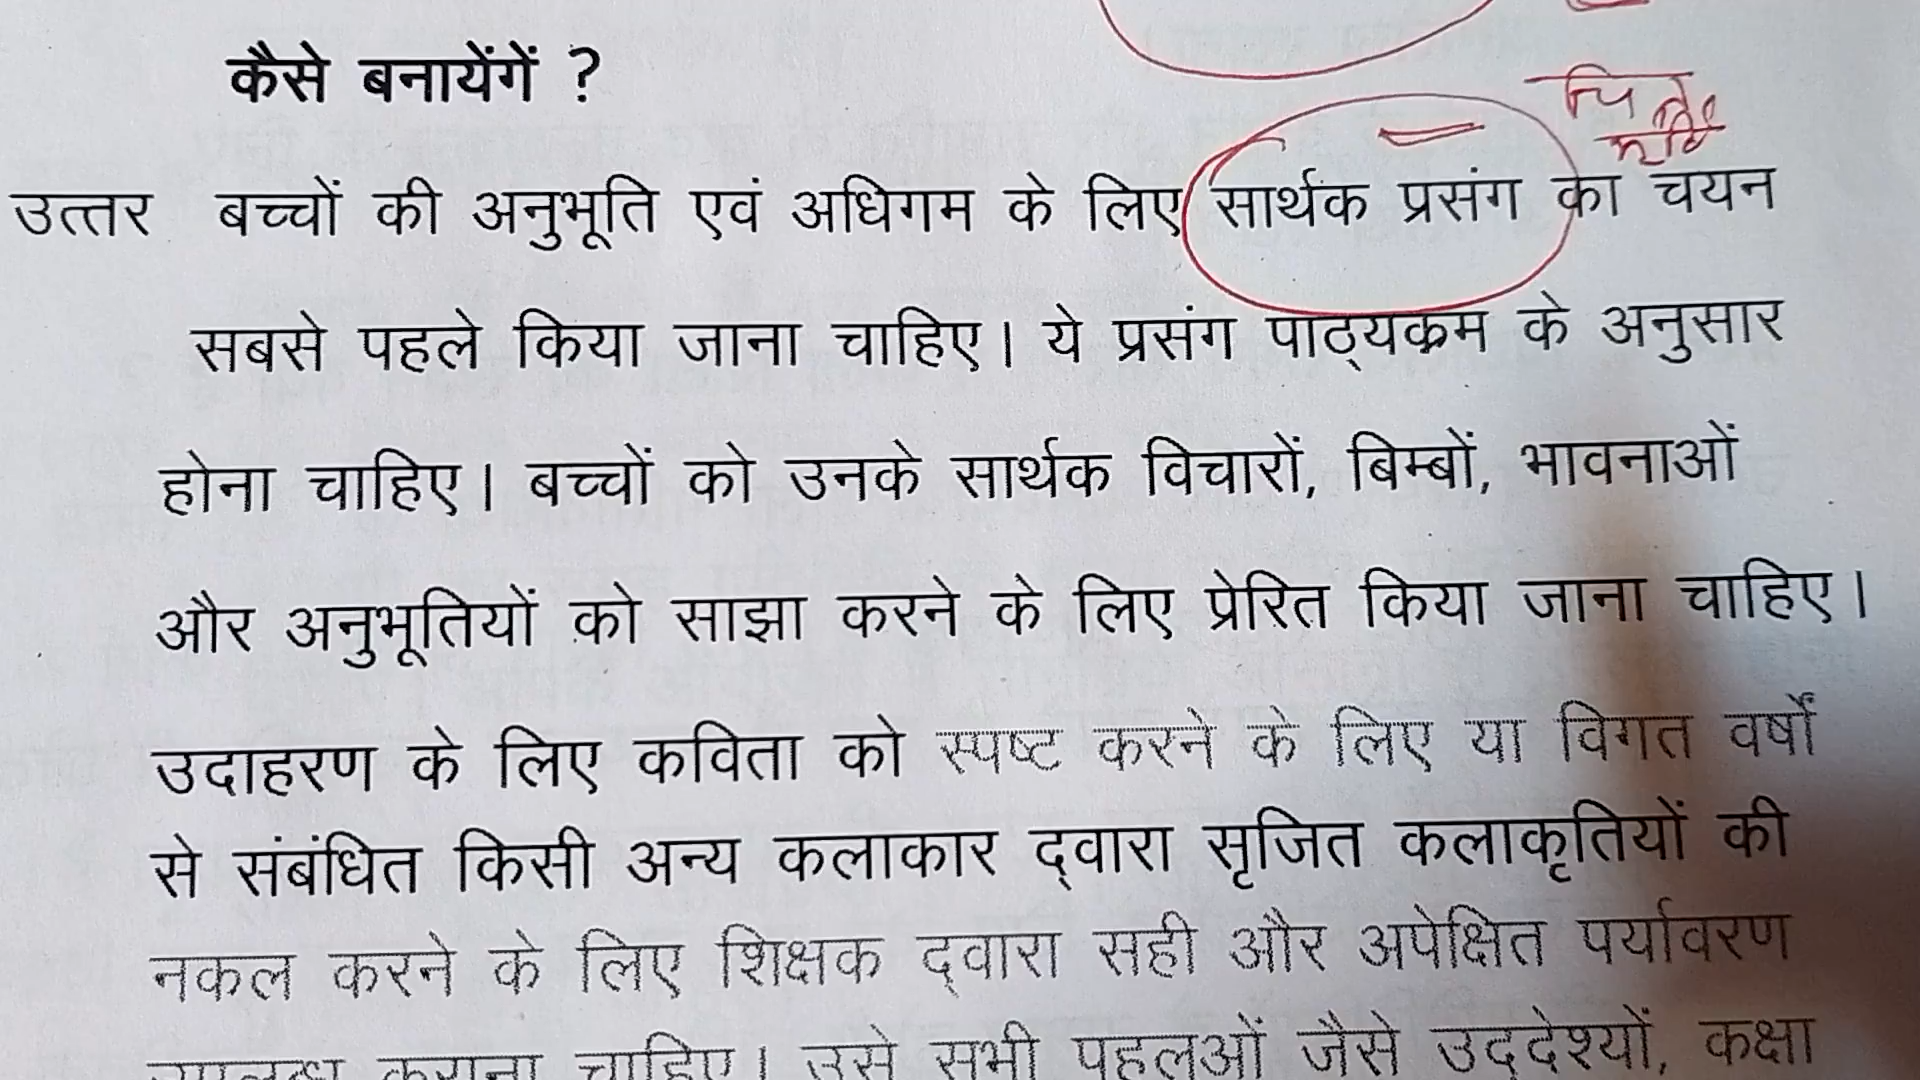 कैसे बनायेंगें ?
उत्तर बच्चों की अनुभूति एवं अधिगम के लिए सार्थक प्रसंग का चयन
सबसे पहले किया जाना चाहिए। ये प्रसंग पाठ्यक्रम के अनुसार
होना चाहिए। बच्चों को उनके सार्थक विचारों, बिम्बों, भावनाओं
और अनुभूतियों को साझा करने के लिए प्रेरित किया जाना चाहिए।
उदाहरण के लिए कविता को स्पष्ट करने के लिए या विगत वर्षों
से संबंधित किसी अन्य कलाकार द्वारा सृजित कलाकृतियों की
नकल करने के लिए शिक्षक द्वारा सही और अपेक्षित पर्यावरण
कराना चाहिए। उसे सभी पहलुओं जैसे उद्देश्यों, कक्षा